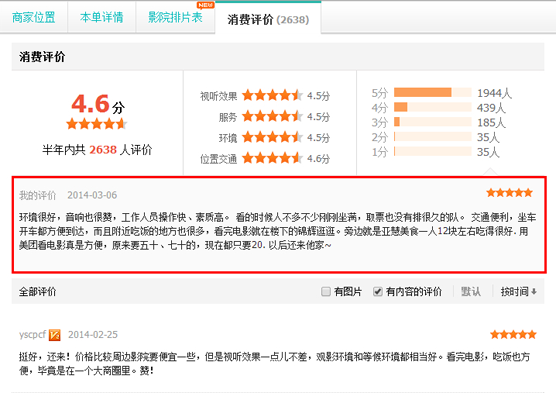 商家位置 本单详情 影院排片表 NEW 消费评价 (2638)
消费评价
4.6 分
半年内共 2638 人评价
视听效果 4.5分
服务 4.5分
环境 4.5分
位置交通 4.6分
5分 1944人
4分 439人
3分 185人
2分 35人
1分 35人
我的评价 2014-03-06
环境很好，音响也很赞，工作人员操作快、素质高。 看的时候人不多不少刚刚坐满，取票也没有排很久的队。 交通便利，坐车
开车都方便到达，而且附近吃饭的地方也很多，看完电影就在楼下的锦辉逛逛。旁边就是亚慧美食一人12块左右吃得很好. 用
美团看电影真是方便，原来要五十、七十的，现在都只要20. 以后还来他家~
全部评价 有图片 有内容的评价 默认 按时间
yscpcf 2014-02-25
挺好，还来！价格比较周边影院要便宜一些，但是视听效果一点儿不差，观影环境和等候环境都相当好。看完电影，吃饭也方
便，毕竟是在一个大商圈里。赞！